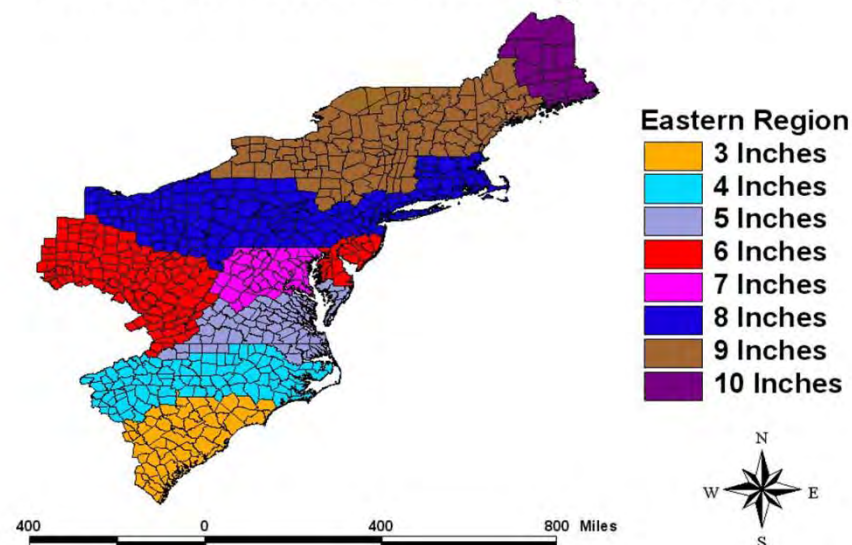 Eastern Region
3 Inches
4 Inches
5 Inches
6 Inches
7 Inches
8 Inches
9 Inches
10 Inches
N
W E
S
400 0 400 800 Miles